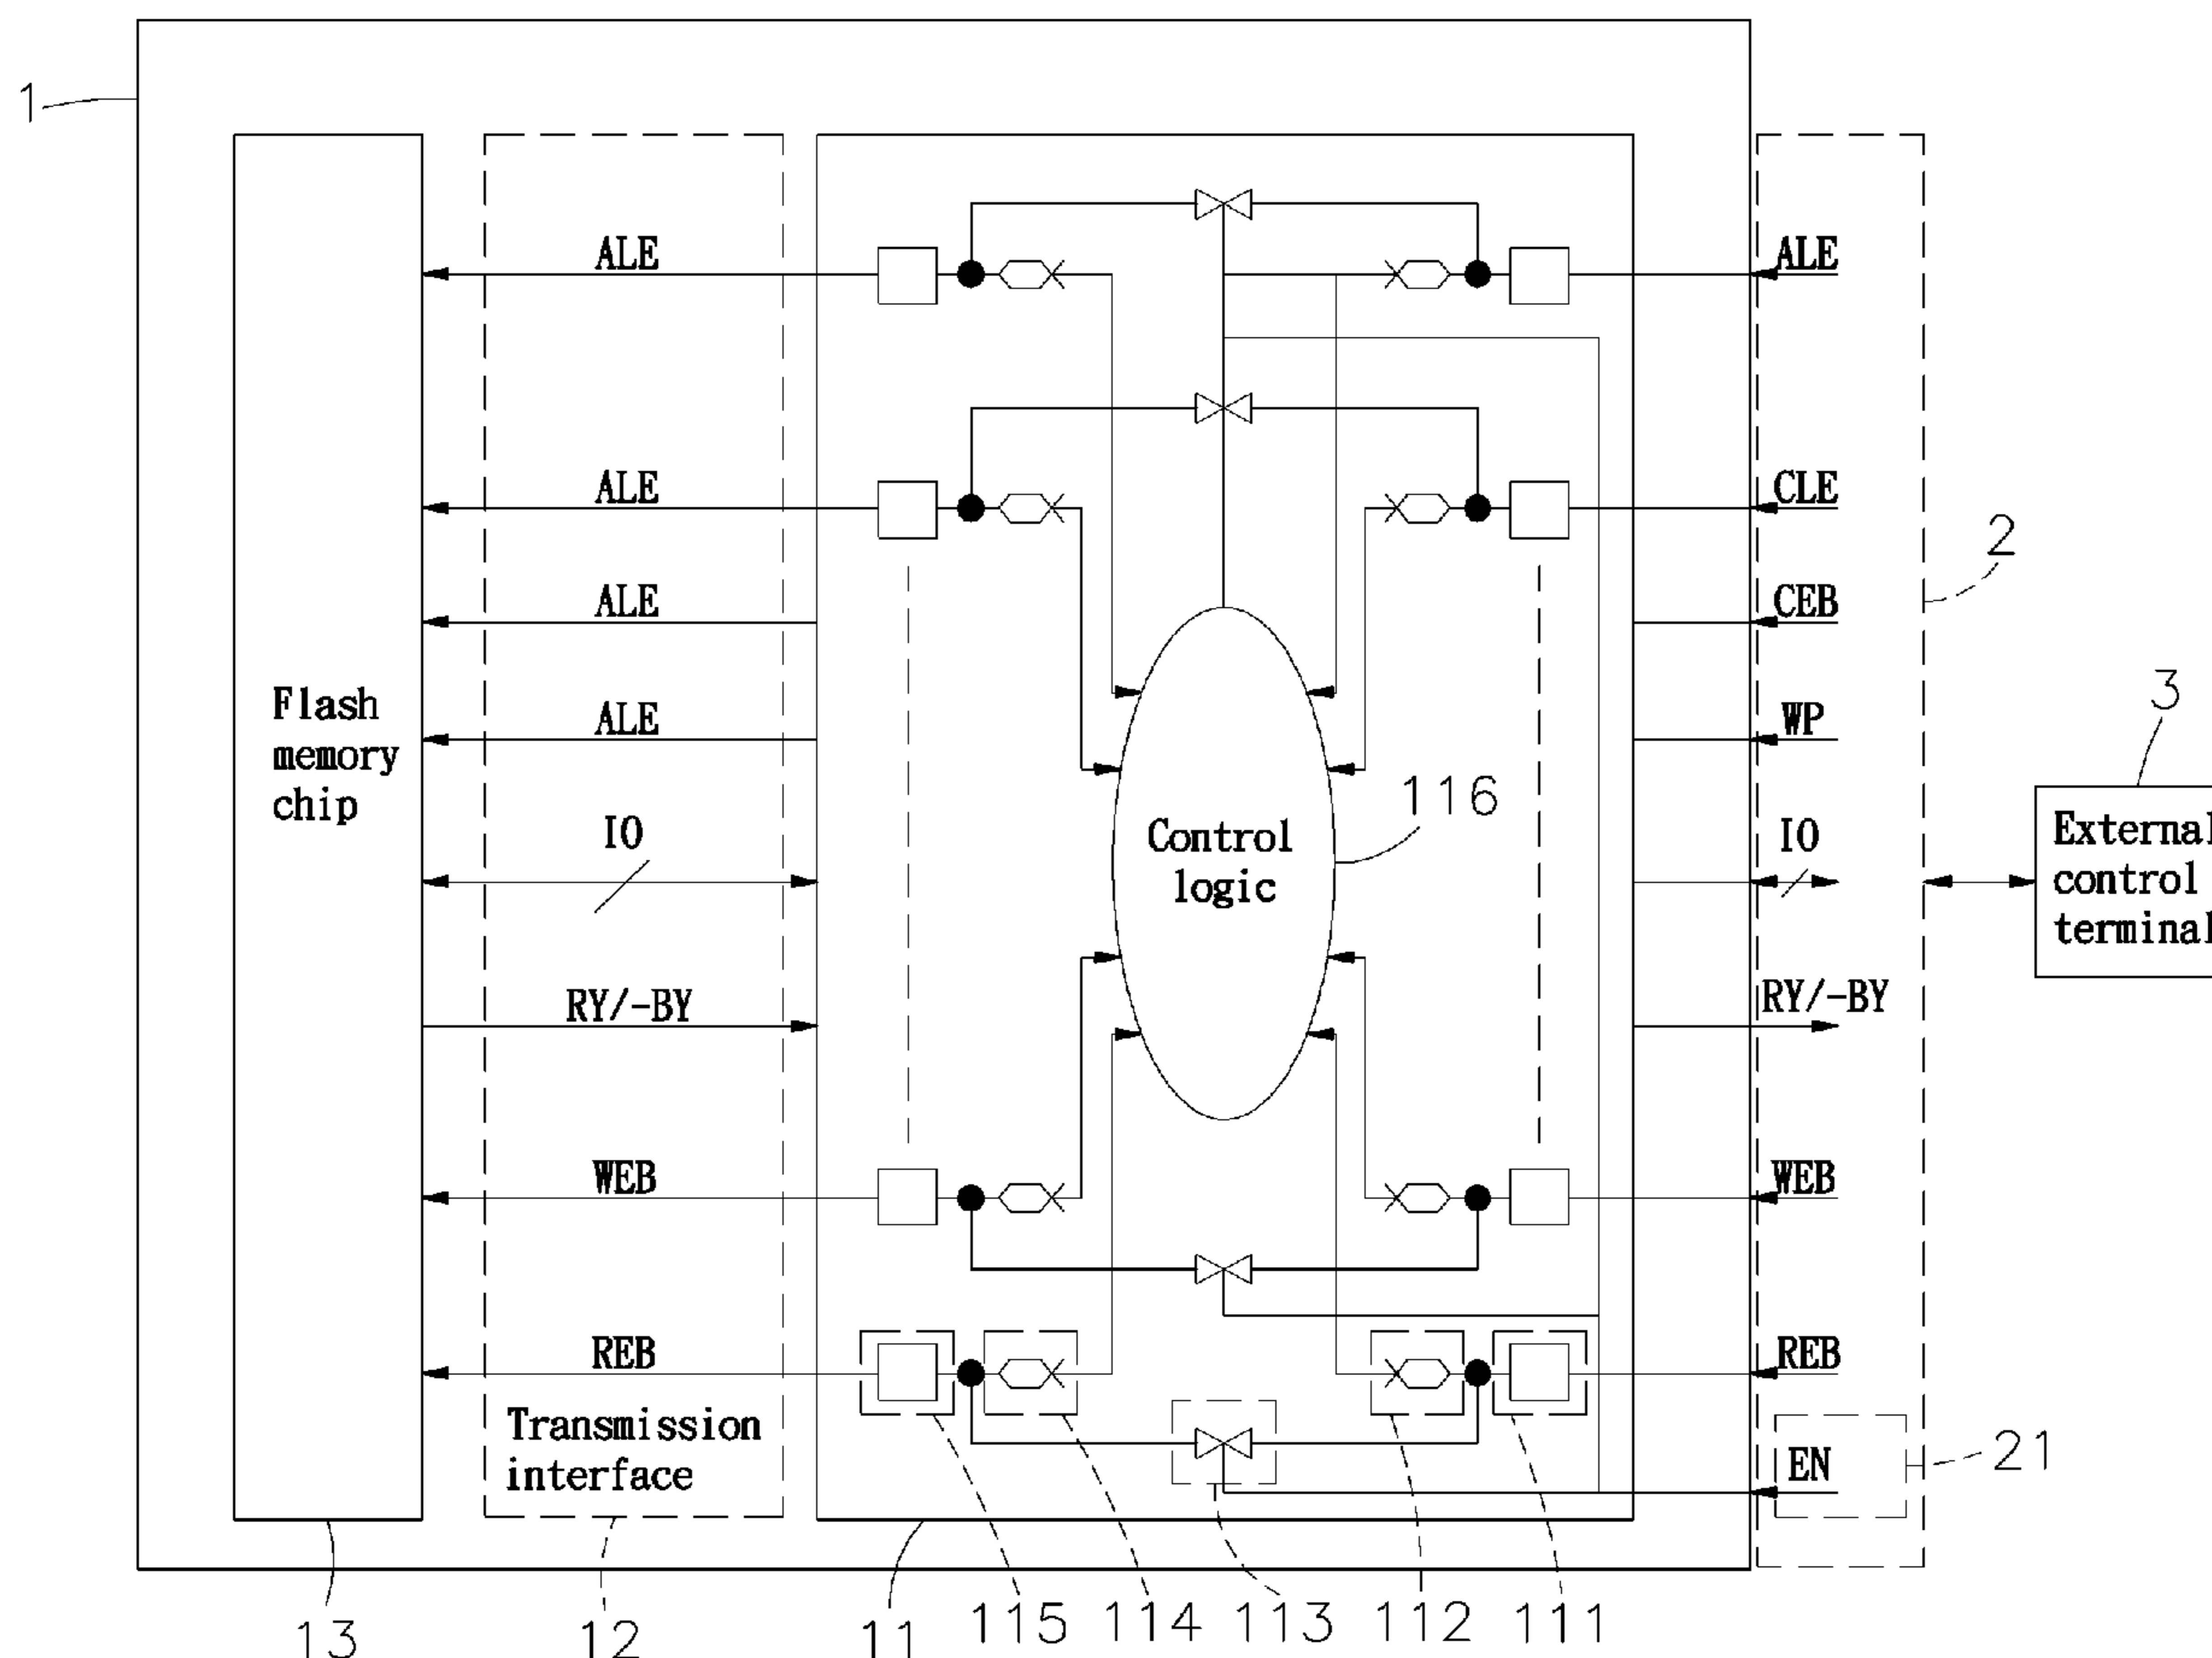 1
ALE
ALE
ALE
CLE
ALE
CEB
2
Flash
memory
chip
ALE
WP
3
116
IO
Control
logic
IO
External
control
terminal
RY/-BY
RY/-BY
WEB
WEB
REB
REB
Transmission
interface
EN
21
13
12
11
115
114
113
112
111